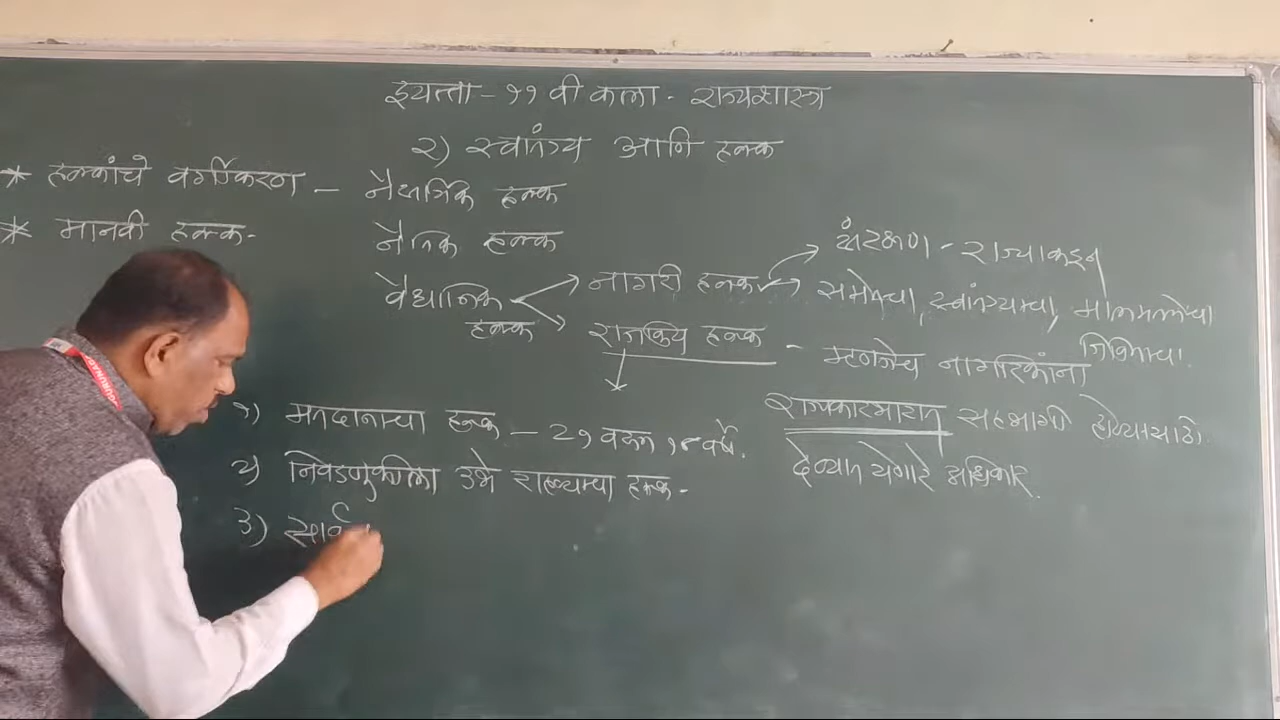 इयत्ता - ११ वी कला - राज्यशास्त्र
२) स्वातंत्र्य आणि हक्क
* हक्कांचे वर्गीकरण - नैसर्गिक हक्क
* मानवी हक्क - नैतिक हक्क
वैधानिक हक्क
नागरी हक्क
संरक्षण - राज्याकडून
समतेचा, स्वातंत्र्याचा, मालमत्तेचा
जिविताचा.
राजकिय हक्क - म्हणजेच नागरिकांना
राज्यकारभारात सहभागी होण्यासाठी
देण्यात येणारे अधिकार.
१) मतदानाचा हक्क - २१ वरून १८ वर्षे.
२) निवडणुकीला उभे राहण्याचा हक्क -
३) सार्व